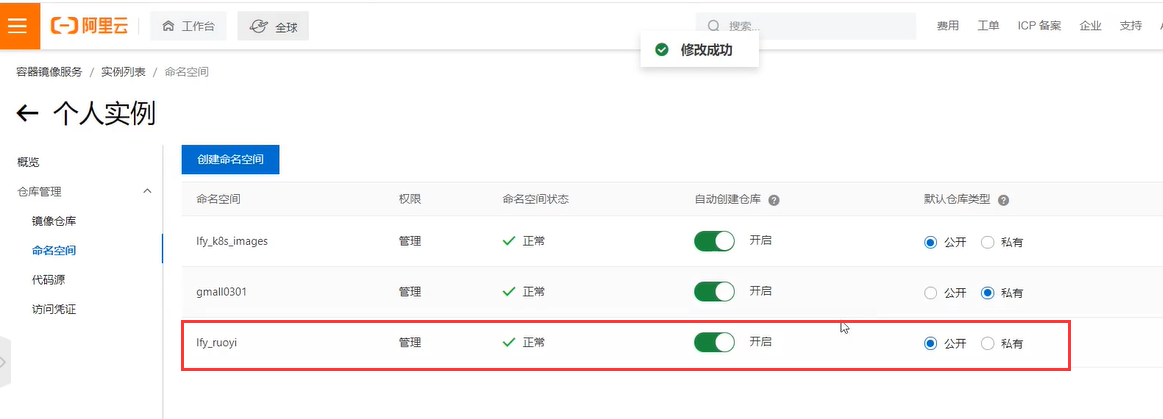 阿里云 工作台 全球 搜索... 费用 工单 ICP 备案 企业 支持
修改成功
容器镜像服务 / 实例列表 / 命名空间
个人实例
概览
仓库管理
镜像仓库
命名空间
代码源
访问凭证
创建命名空间
命名空间 权限 命名空间状态 自动创建仓库 默认仓库类型
lfy_k8s_images 管理 正常 开启 公开 私有
gmall0301 管理 正常 开启 公开 私有
lfy_ruoyi 管理 正常 开启 公开 私有